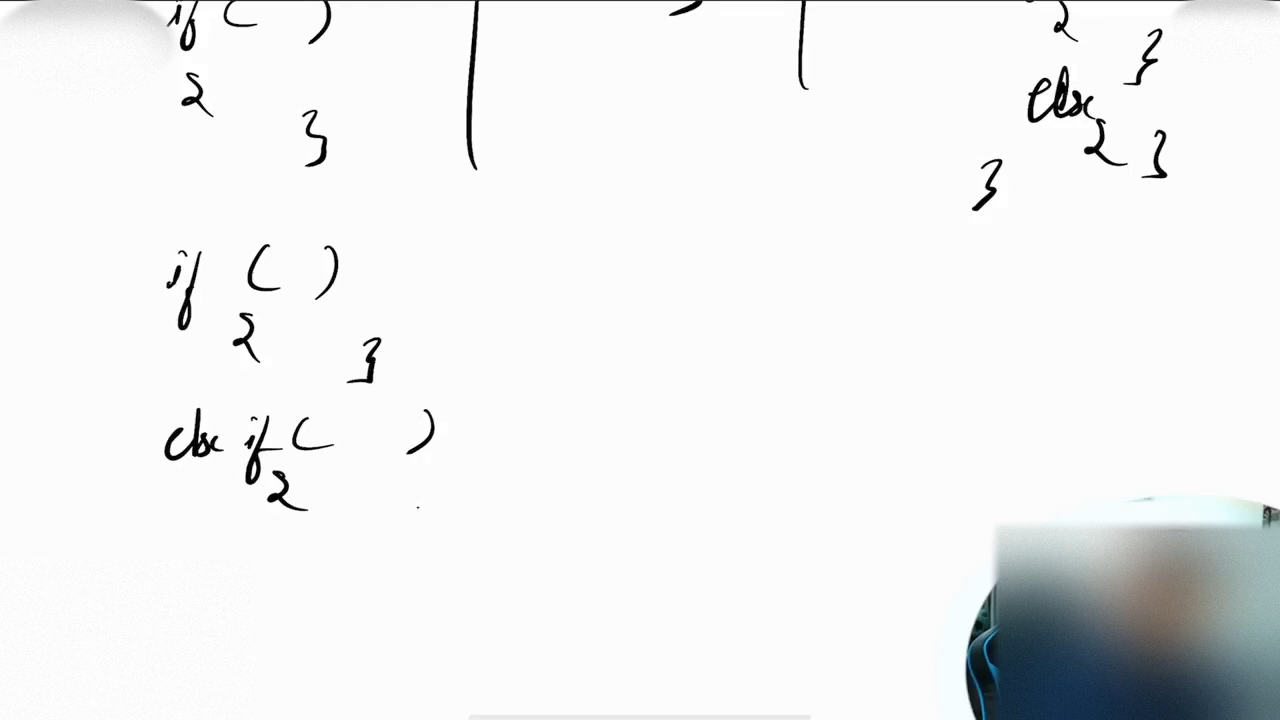 if ( )
{
}
}
else
{ }
}
if ( )
{
}
else if ( )
{